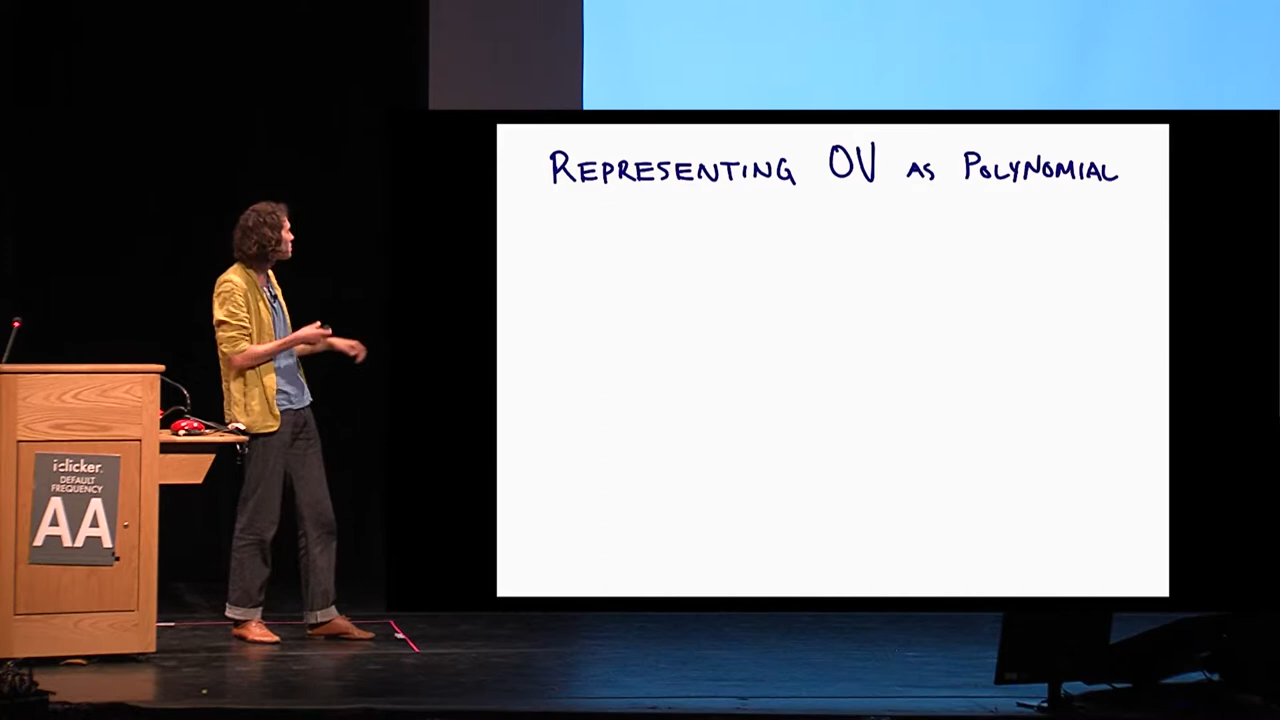 REPRESENTING OV AS POLYNOMIAL
iclicker.
DEFAULT
FREQUENCY
AA